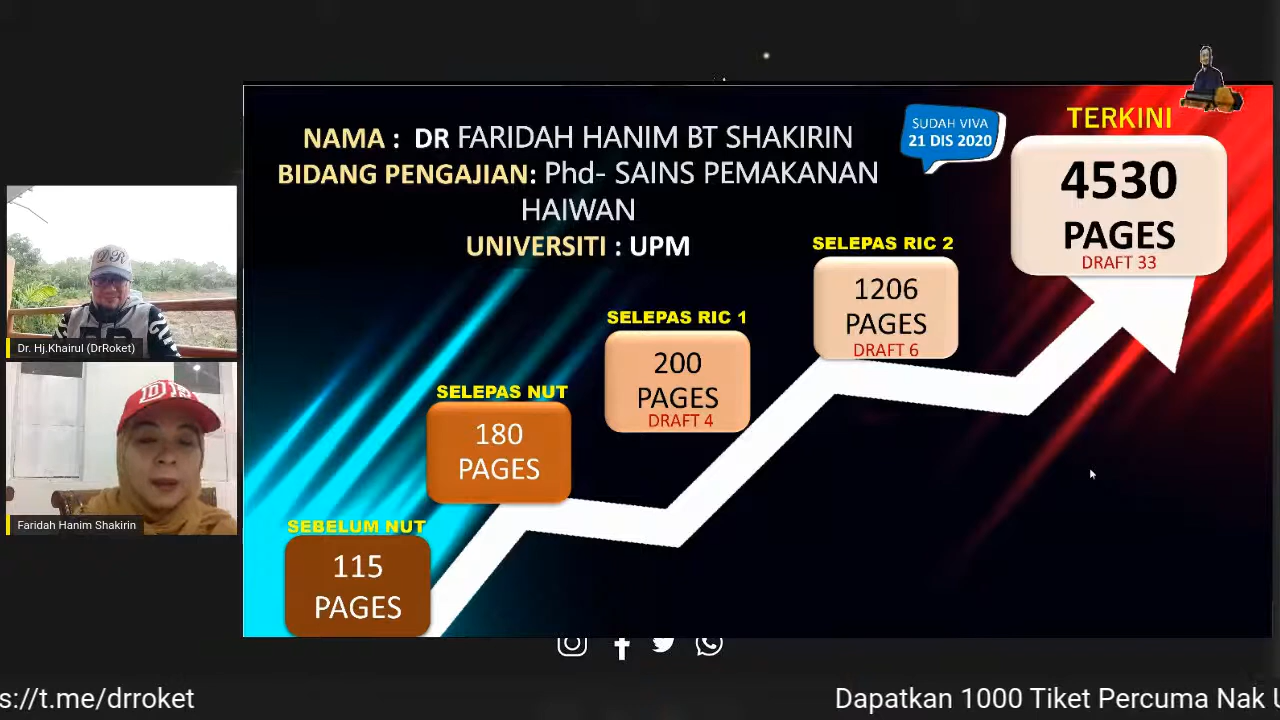 NAMA : DR FARIDAH HANIM BT SHAKIRIN
BIDANG PENGAJIAN: Phd- SAINS PEMAKANAN
HAIWAN
UNIVERSITI : UPM
SUDAH VIVA
21 DIS 2020
TERKINI
4530
PAGES
DRAFT 33
SELEPAS RIC 2
1206
PAGES
DRAFT 6
SELEPAS RIC 1
200
PAGES
DRAFT 4
SELEPAS NUT
180
PAGES
SEBELUM NUT
115
PAGES
Dr. Hj.Khairul (DrRoket)
Faridah Hanim Shakirin
s://t.me/drroket
Dapatkan 1000 Tiket Percuma Nak